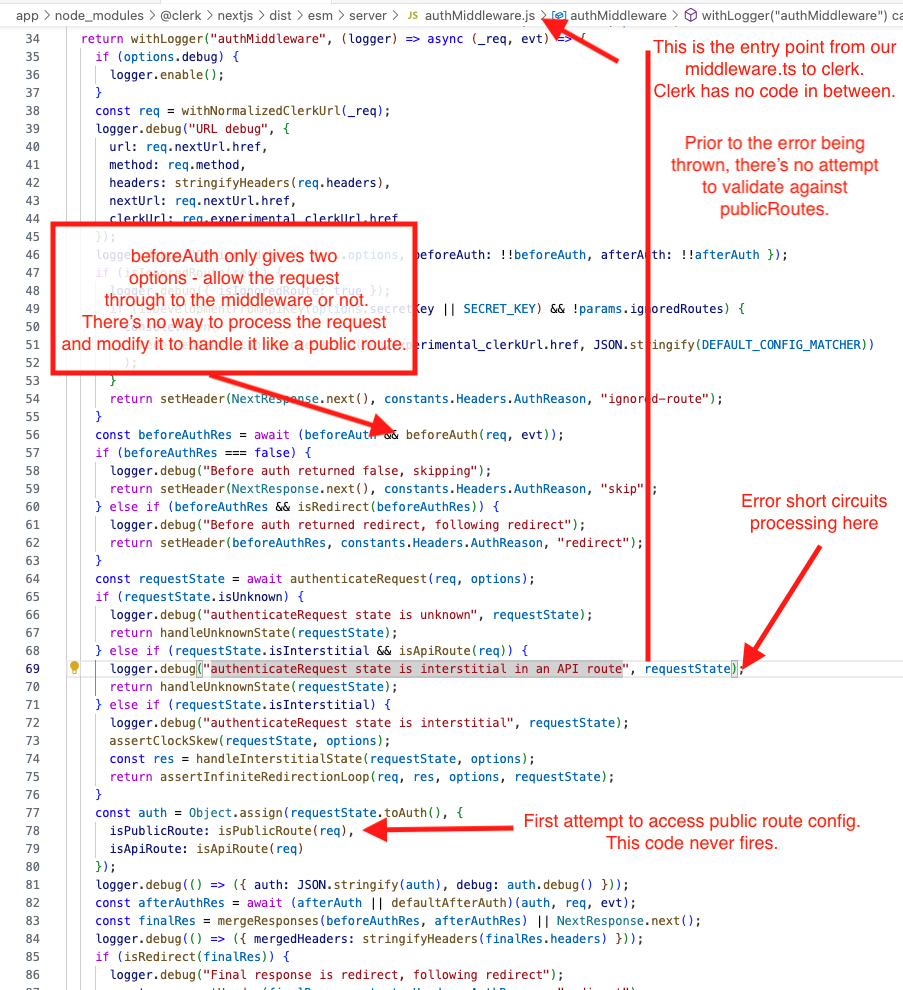 app > node_modules > @clerk > nextjs > dist > esm > server > JS authMiddleware.js > authMiddleware > withLogger("authMiddleware") ca
34 return withLogger("authMiddleware", (logger) => async (_req, evt) => {
This is the entry point from our
middleware.ts to clerk.
Clerk has no code in between.
35 if (options.debug) {
36 logger.enable();
37 }
38 const req = withNormalizedClerkUrl(_req);
39 logger.debug("URL debug", {
40 url: req.nextUrl.href,
41 method: req.method,
42 headers: stringifyHeaders(req.headers),
43 nextUrl: req.nextUrl.href,
44 clerkUrl: req.experimental_clerkUrl.href
Prior to the error being
thrown, there's no attempt
to validate against
publicRoutes.
45 });
46 options, beforeAuth: !!beforeAuth, afterAuth: !!afterAuth });
47
48
49 Key || SECRET_KEY) && !params.ignoredRoutes) {
50
51 experimental_clerkUrl.href, JSON.stringify(DEFAULT_CONFIG_MATCHER))
52 );
beforeAuth only gives two
options - allow the request
through to the middleware or not.
There's no way to process the request
and modify it to handle it like a public route.
53 }
54 return setHeader(NextResponse.next(), constants.Headers.AuthReason, "ignored-route");
55 }
56 const beforeAuthRes = await (beforeAuth && beforeAuth(req, evt));
57 if (beforeAuthRes === false) {
58 logger.debug("Before auth returned false, skipping");
59 return setHeader(NextResponse.next(), constants.Headers.AuthReason, "skip");
60 } else if (beforeAuthRes && isRedirect(beforeAuthRes)) {
61 logger.debug("Before auth returned redirect, following redirect");
62 return setHeader(beforeAuthRes, constants.Headers.AuthReason, "redirect");
63 }
Error short circuits
processing here
64 const requestState = await authenticateRequest(req, options);
65 if (requestState.isUnknown) {
66 logger.debug("authenticateRequest state is unknown", requestState);
67 return handleUnknownState(requestState);
68 } else if (requestState.isInterstitial && isApiRoute(req)) {
69 logger.debug("authenticateRequest state is interstitial in an API route", requestState);
70 return handleUnknownState(requestState);
71 } else if (requestState.isInterstitial) {
72 logger.debug("authenticateRequest state is interstitial", requestState);
73 assertClockSkew(requestState, options);
74 const res = handleInterstitialState(requestState, options);
75 return assertInfiniteRedirectionLoop(req, res, options, requestState);
76 }
77 const auth = Object.assign(requestState.toAuth(), {
78 isPublicRoute: isPublicRoute(req),
79 isApiRoute: isApiRoute(req)
80 });
First attempt to access public route config.
This code never fires.
81 logger.debug(() => ({ auth: JSON.stringify(auth), debug: auth.debug() }));
82 const afterAuthRes = await (afterAuth || defaultAfterAuth)(auth, req, evt);
83 const finalRes = mergeResponses(beforeAuthRes, afterAuthRes) || NextResponse.next();
84 logger.debug(() => ({ mergedHeaders: stringifyHeaders(finalRes.headers) }));
85 if (isRedirect(finalRes)) {
86 logger.debug("Final response is redirect, following redirect");